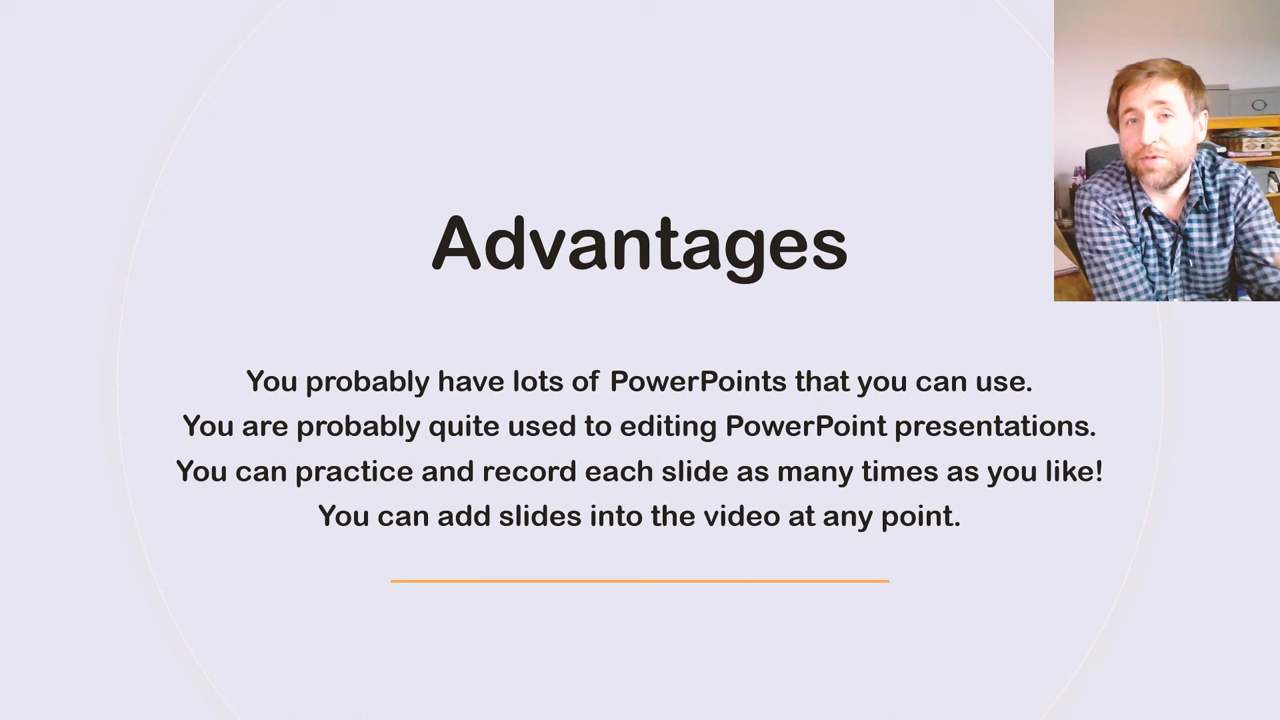 Advantages
You probably have lots of PowerPoints that you can use.
You are probably quite used to editing PowerPoint presentations.
You can practice and record each slide as many times as you like!
You can add slides into the video at any point.